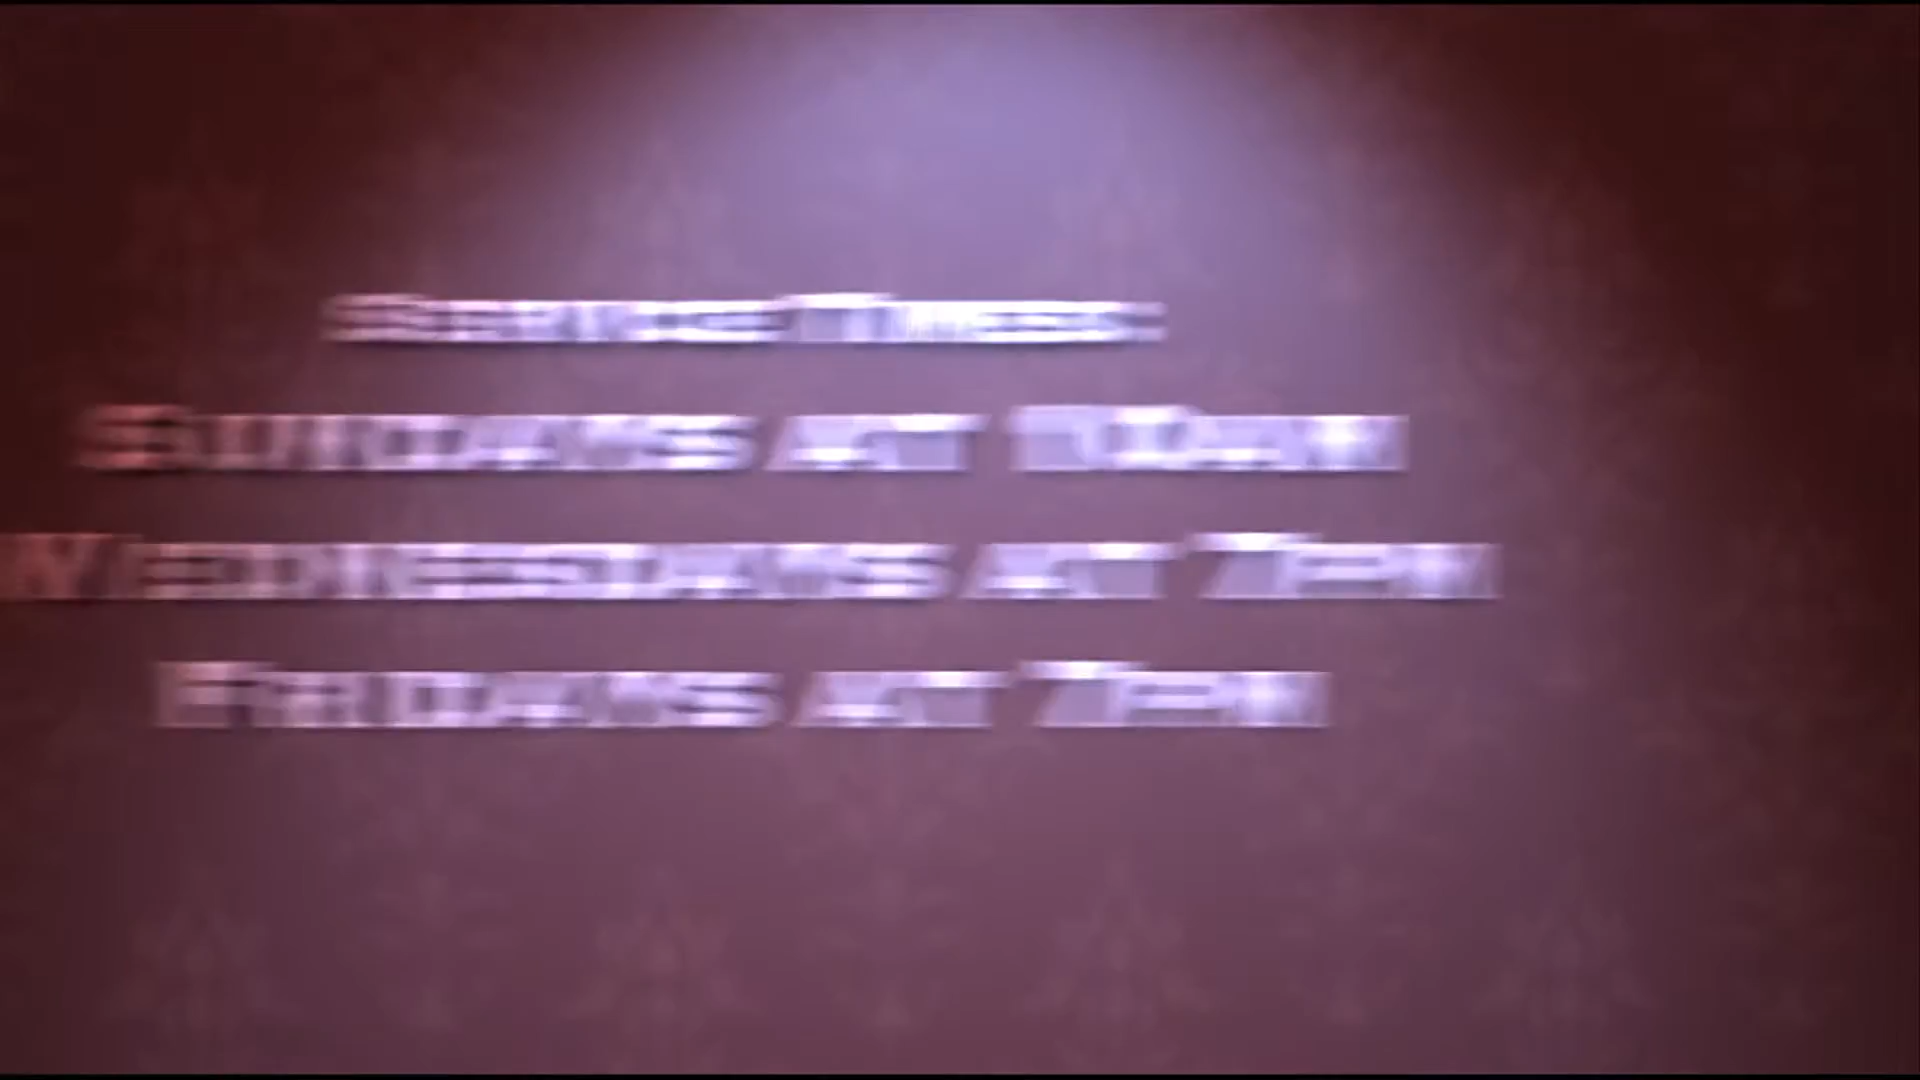 Service Times:
Sundays at 10am
Wednesdays at 7pm
Fridays at 7pm